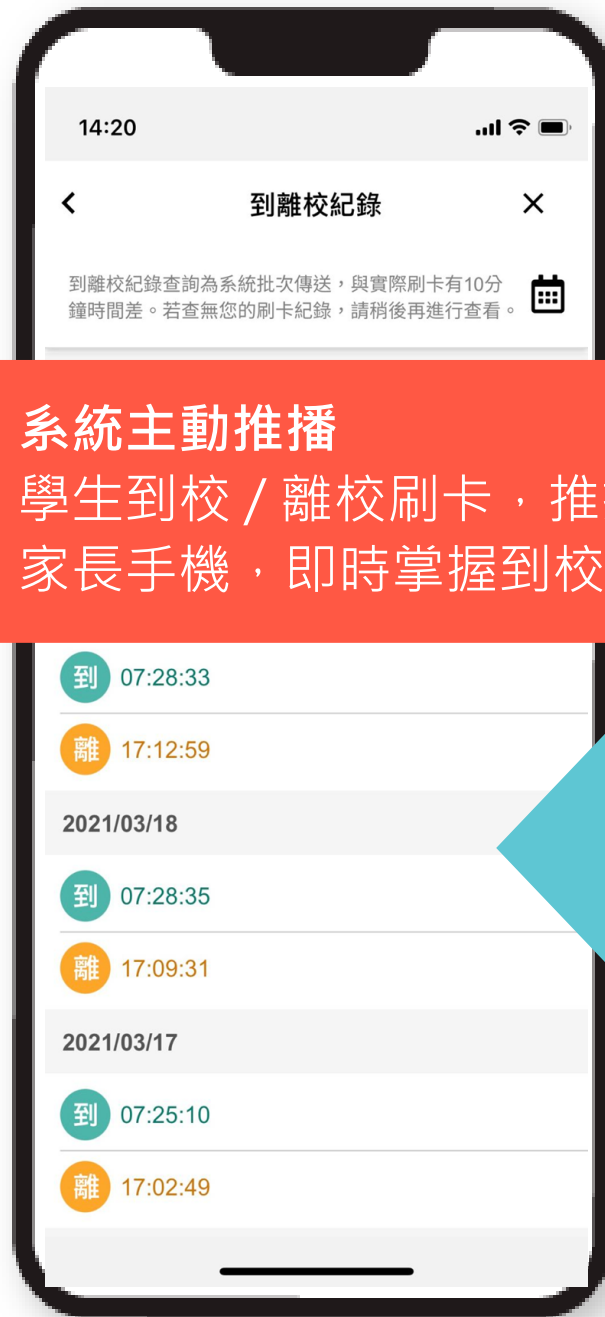 14:20
到離校紀錄
到離校紀錄查詢為系統批次傳送,與實際刷卡有10分
鐘時間差。若查無您的刷卡紀錄,請稍後再進行查看。
系統主動推播
學生到校 / 離校刷卡,推
家長手機,即時掌握到校
到 07:28:33
離 17:12:59
2021/03/18
到 07:28:35
離 17:09:31
2021/03/17
到 07:25:10
離 17:02:49